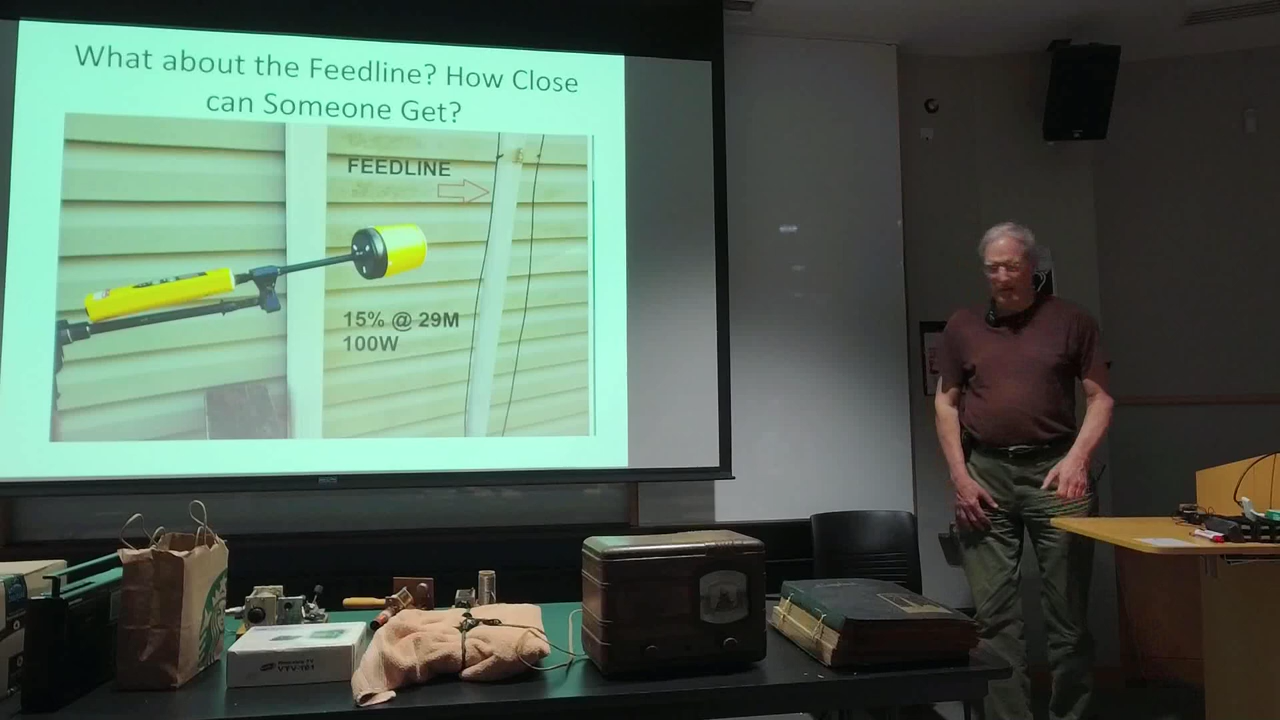 What about the Feedline? How Close
can Someone Get?
FEEDLINE
15% @ 29M
100W
VTV-161